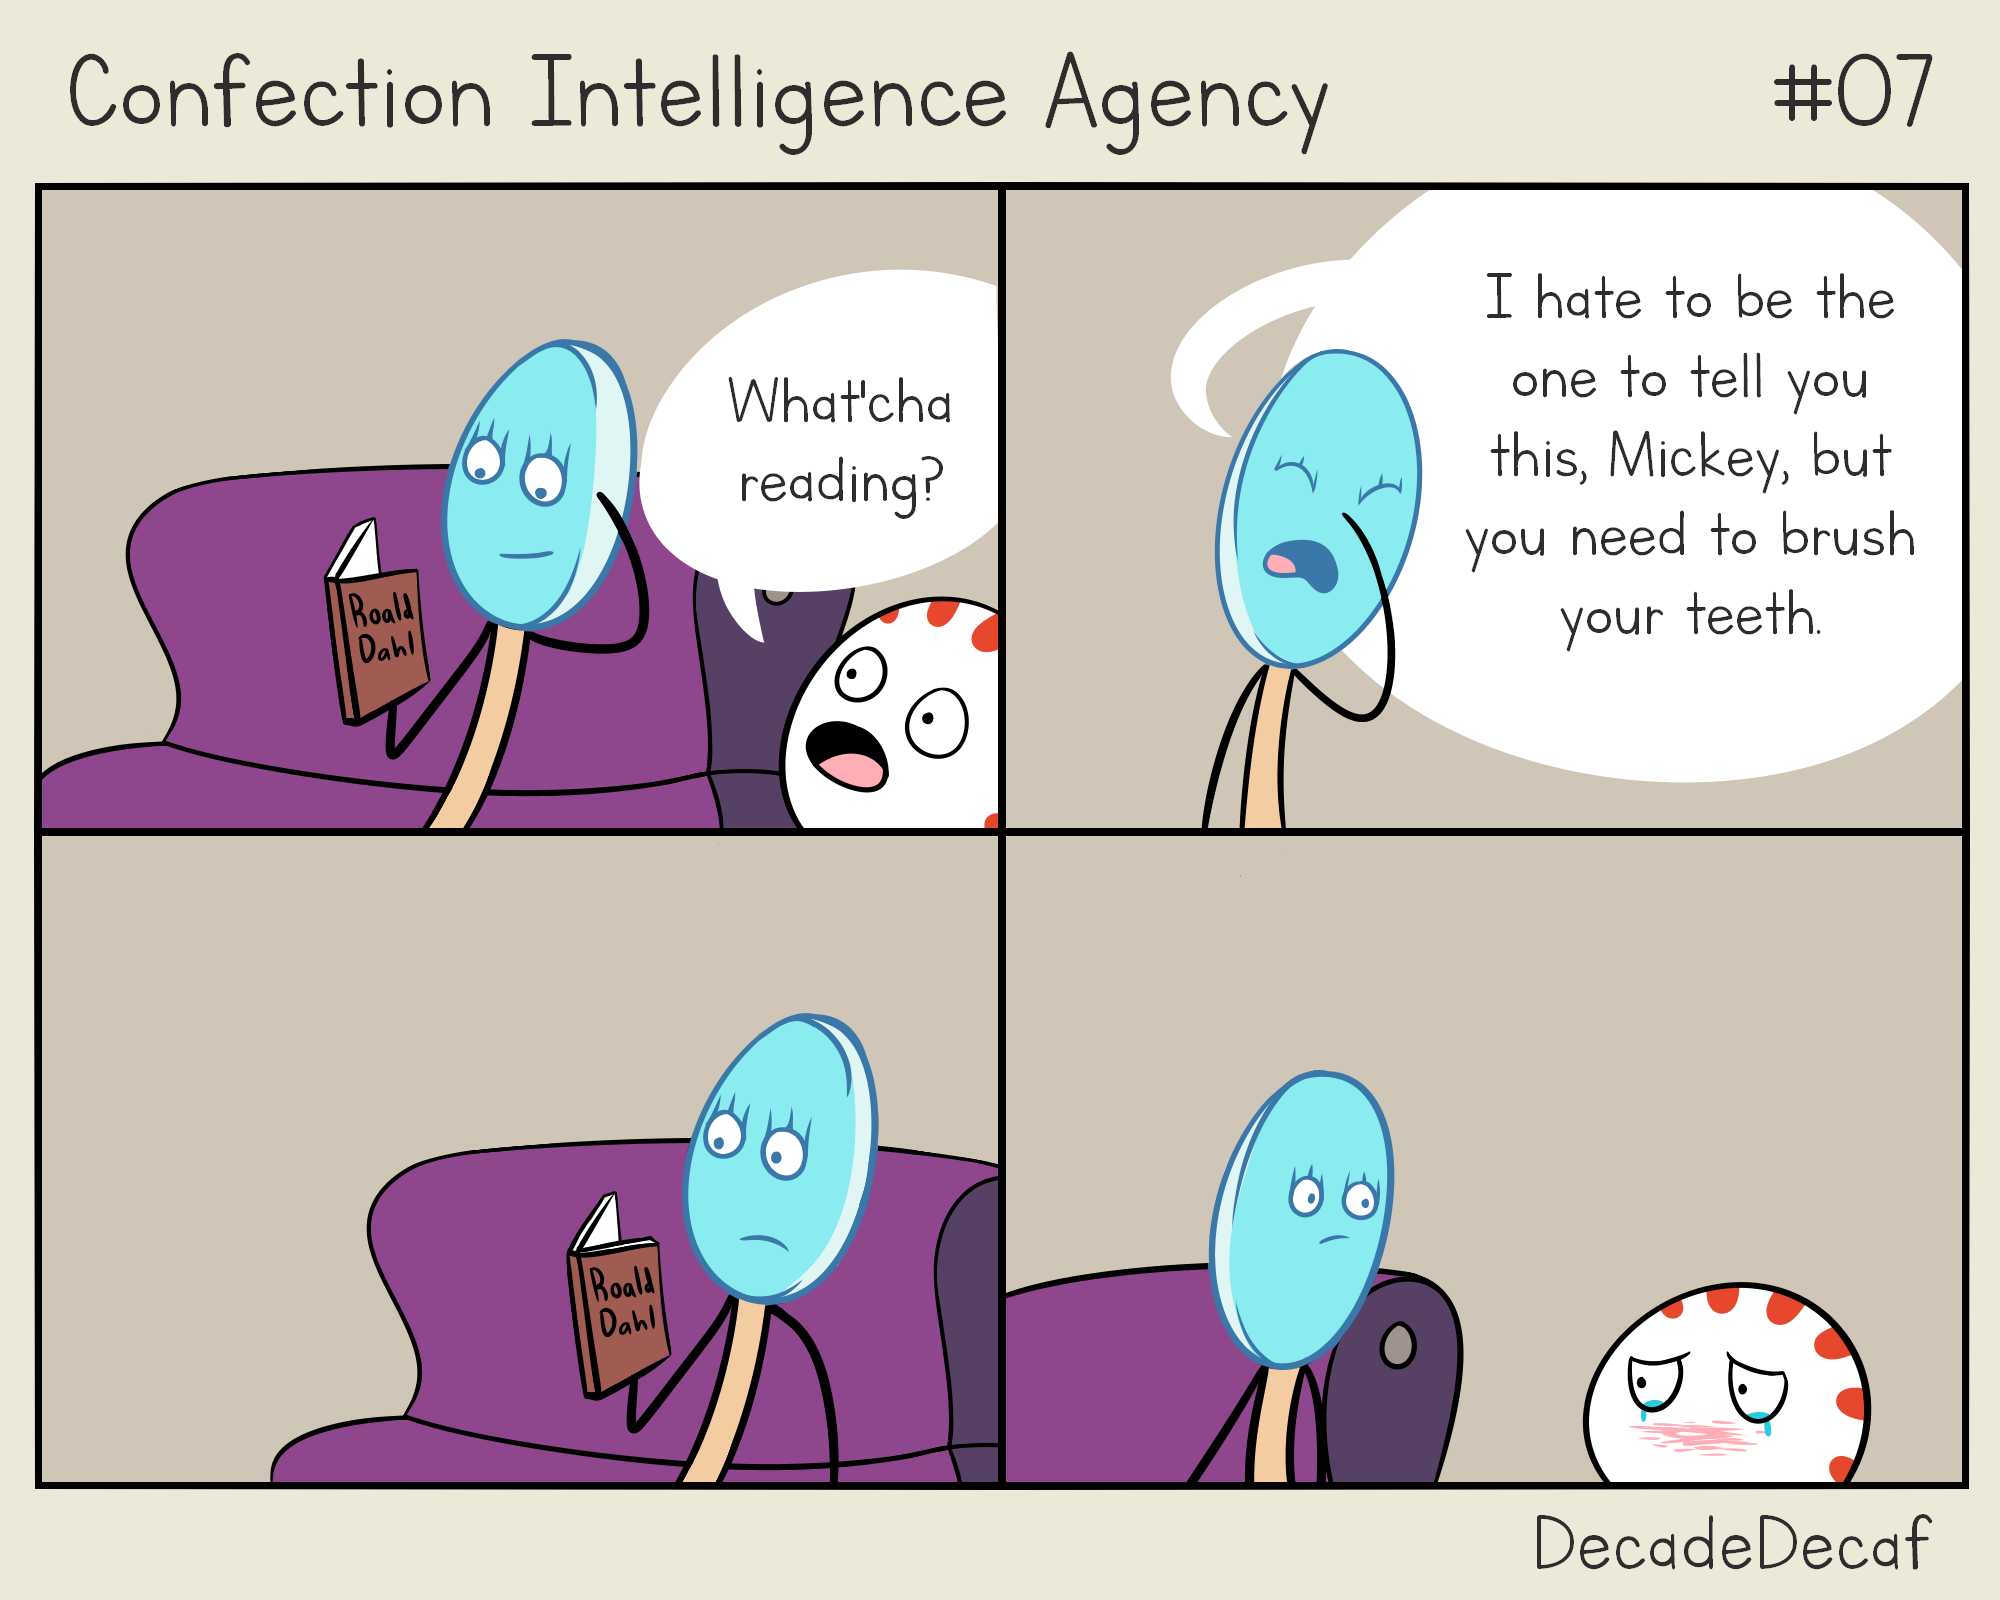 Confection Intelligence Agency #07
What'cha
reading?
Roald
Dahl
I hate to be the
one to tell you
this, Mickey, but
you need to brush
your teeth.
Roald
Dahl
DecadeDecaf